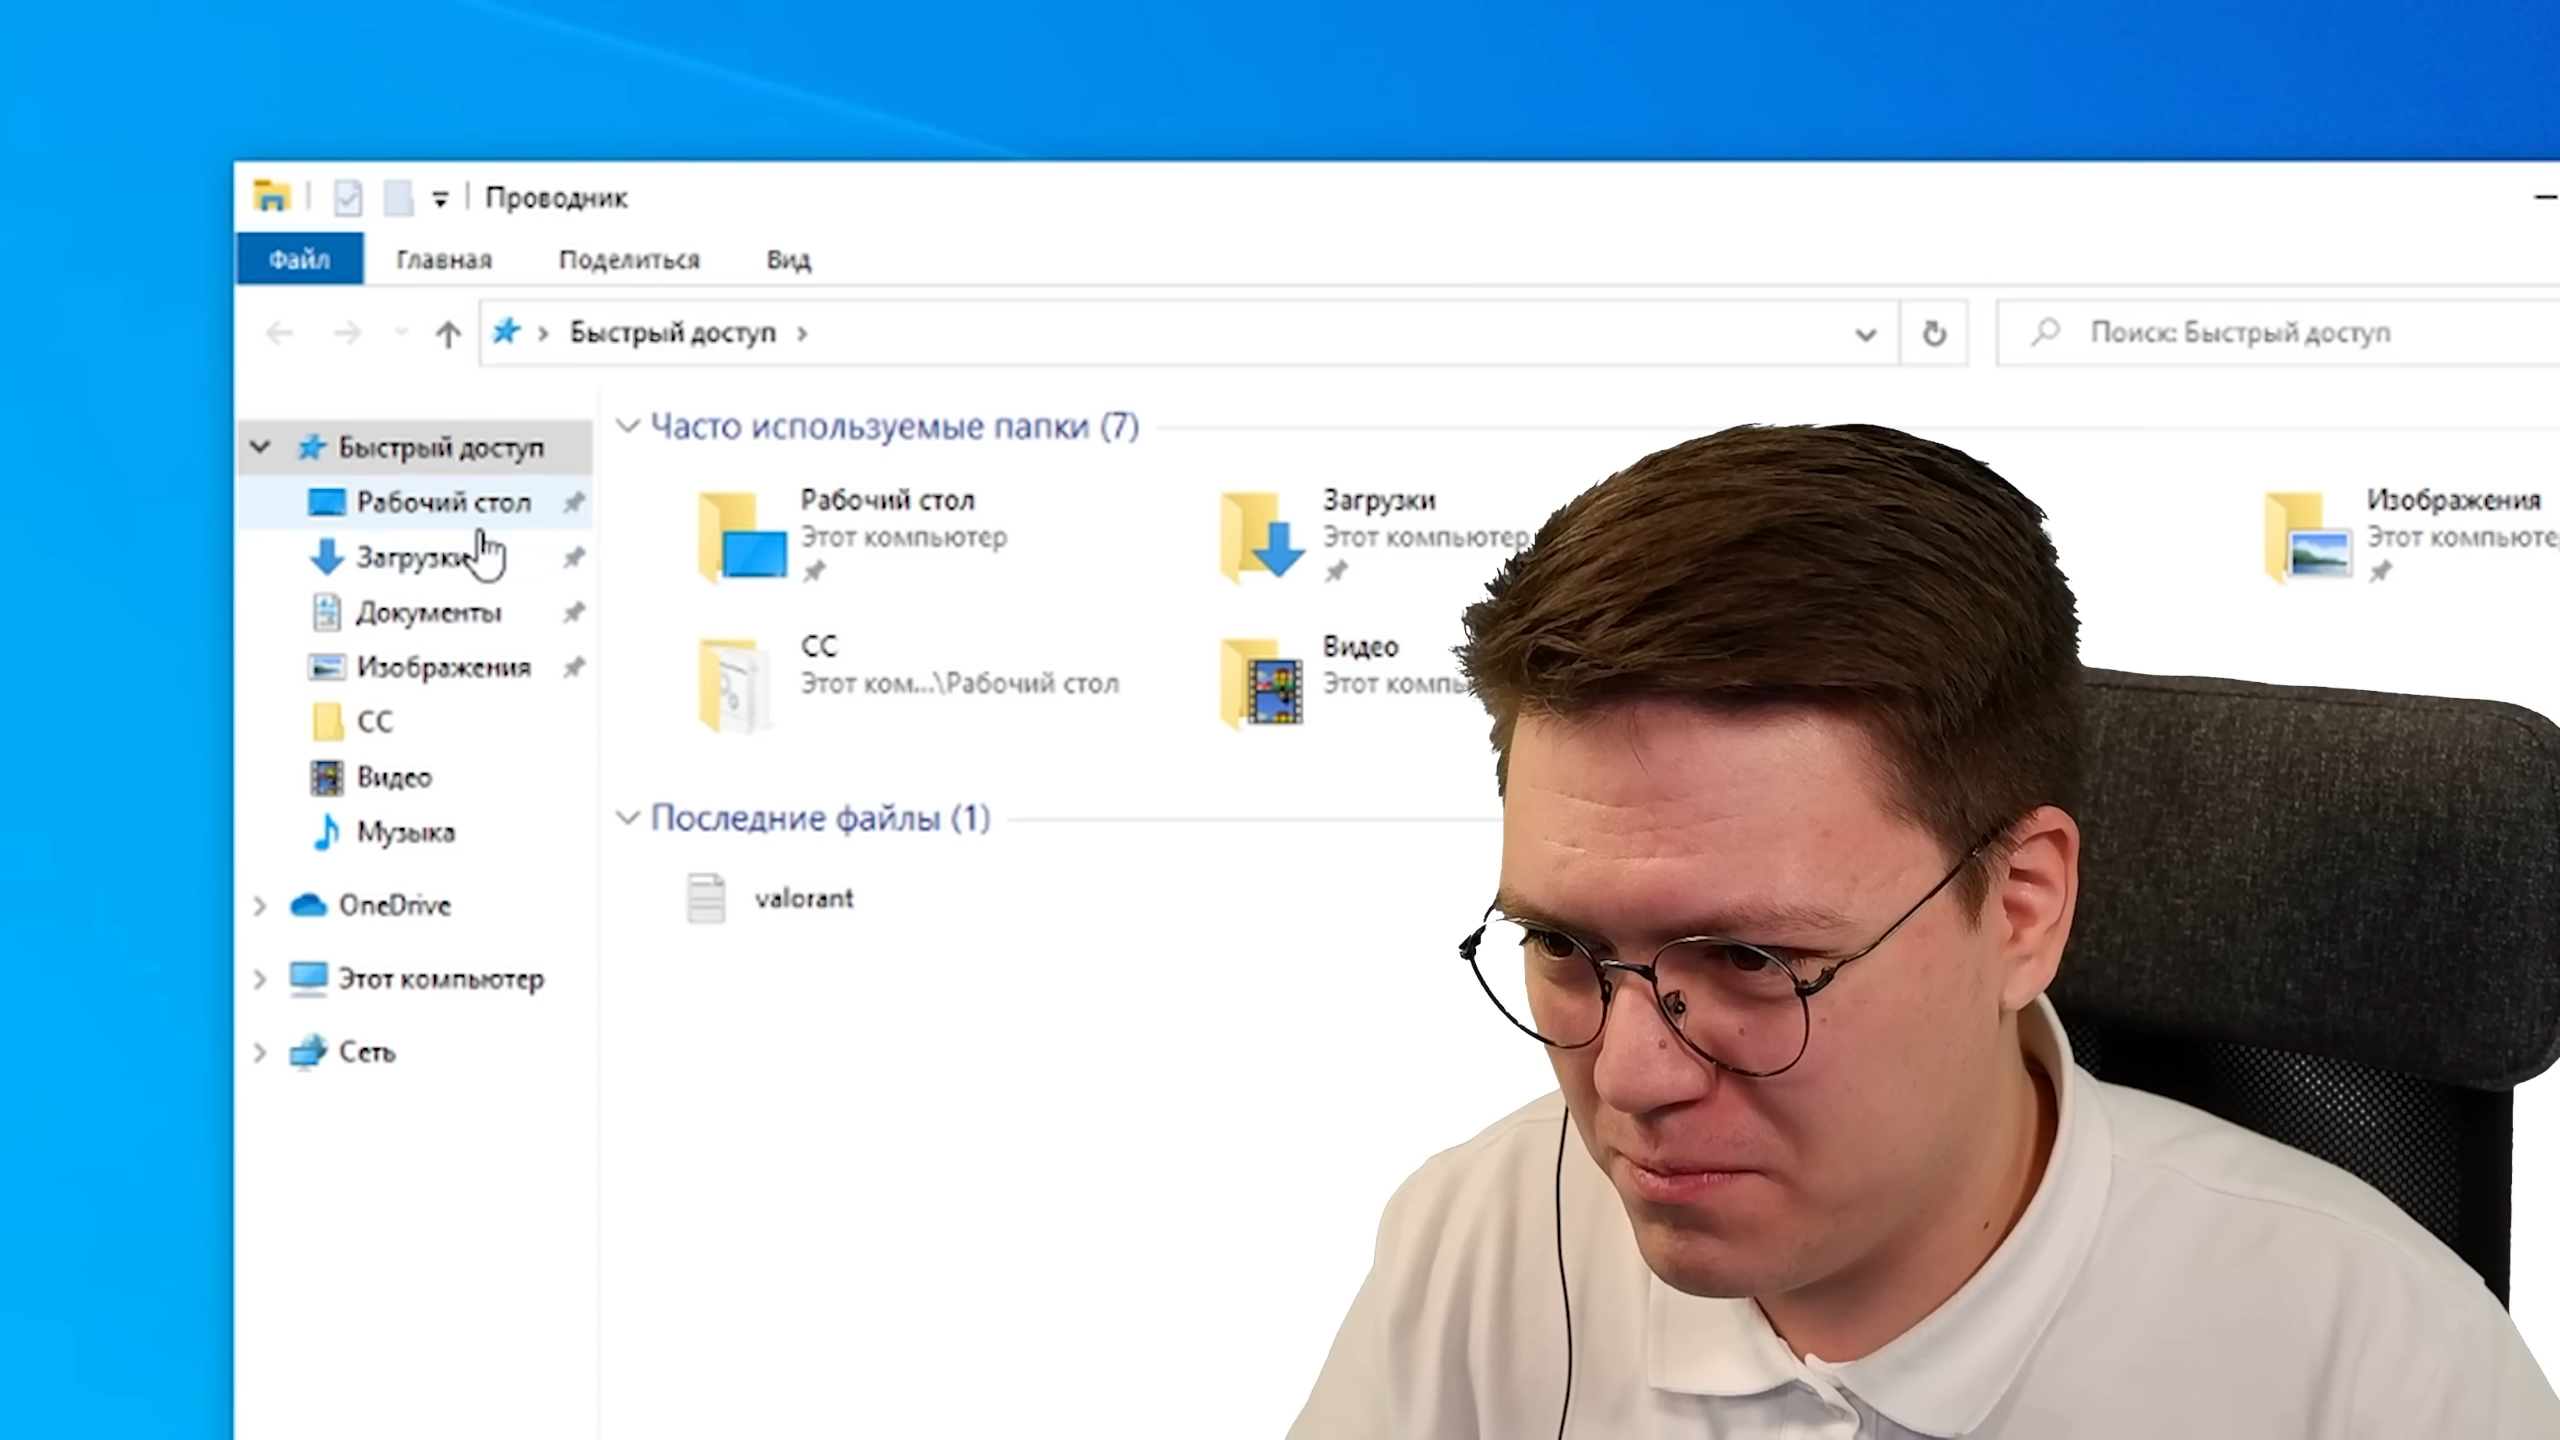 Проводник
Файл Главная Поделиться Вид
Быстрый доступ
Поиск: Быстрый доступ
Быстрый доступ
Рабочий стол
Загрузки
Документы
Изображения
CC
Видео
Музыка
OneDrive
Этот компьютер
Сеть
Часто используемые папки (7)
Рабочий стол
Этот компьютер
Загрузки
Этот компьютер
Изображения
Этот
CC
Этот ком...\Рабочий стол
Видео
Этот
Последние файлы (1)
valorant